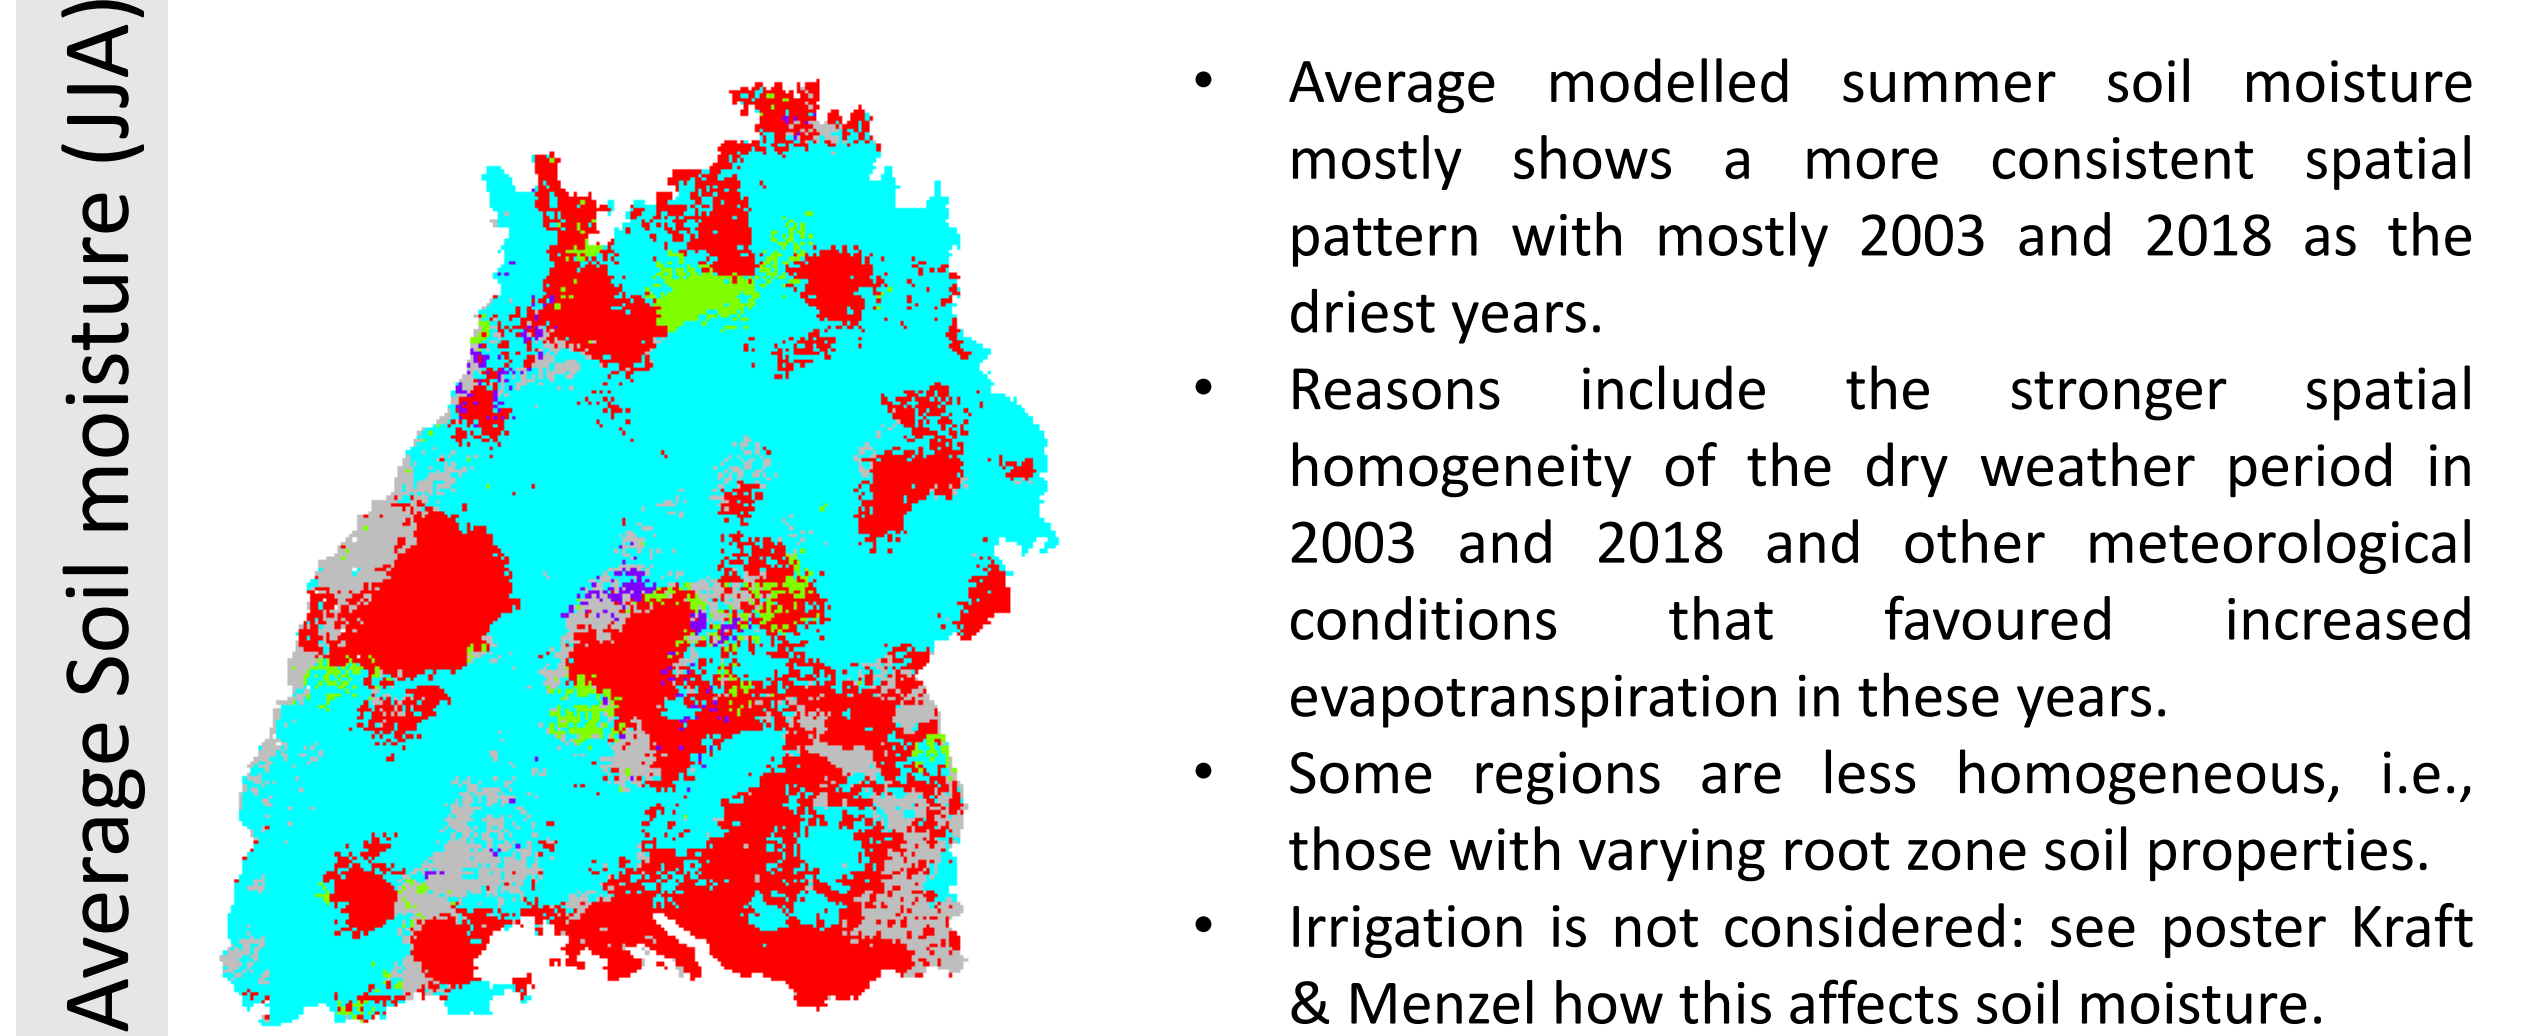 Average Soil moisture (JJA)
• Average modelled summer soil moisture
mostly shows a more consistent spatial
pattern with mostly 2003 and 2018 as the
driest years.
• Reasons include the stronger spatial
homogeneity of the dry weather period in
2003 and 2018 and other meteorological
conditions that favoured increased
evapotranspiration in these years.
• Some regions are less homogeneous, i.e.,
those with varying root zone soil properties.
• Irrigation is not considered: see poster Kraft
& Menzel how this affects soil moisture.